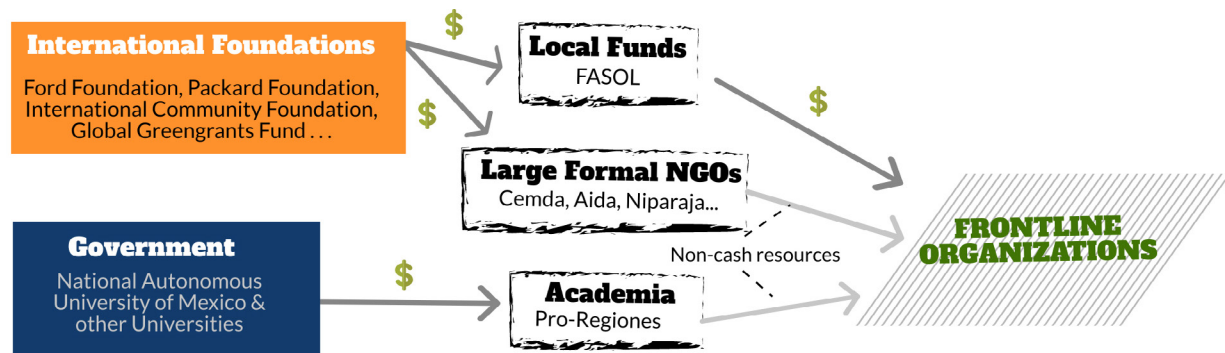 International Foundations
Ford Foundation, Packard Foundation,
International Community Foundation,
Global Greengrants Fund . . .
$
$
Local Funds
FASOL
$
Large Formal NGOs
Cemda, Aida, Niparaja...
Government
National Autonomous
University of Mexico &
other Universities
$
Non-cash resources
Academia
Pro-Regiones
FRONTLINE
ORGANIZATIONS